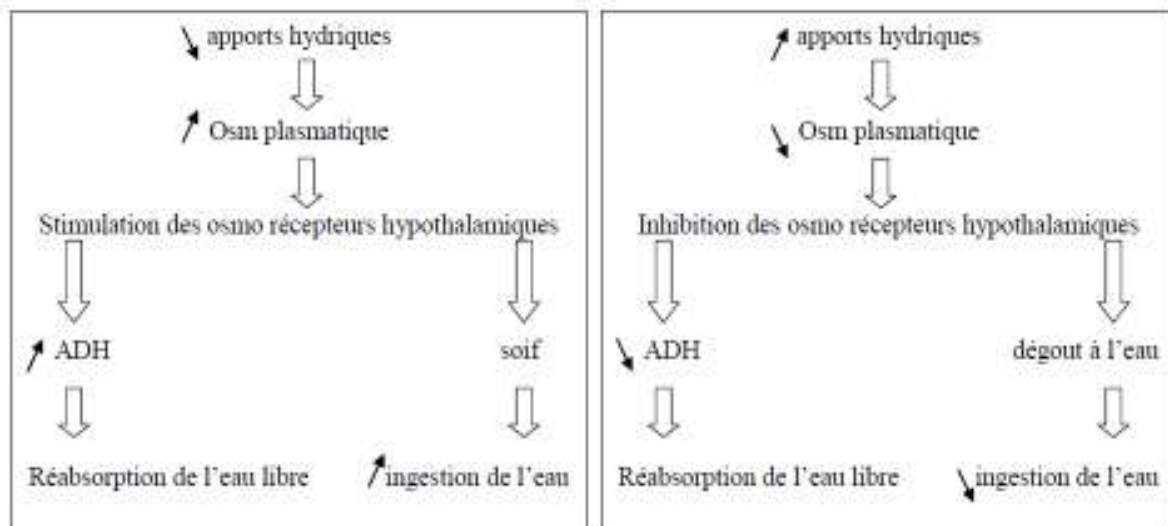 apports hydriques
Osm plasmatique
Stimulation des osmo récepteurs hypothalamiques
ADH
soif
Réabsorption de l'eau libre
ingestion de l'eau
apports hydriques
Osm plasmatique
Inhibition des osmo récepteurs hypothalamiques
ADH
dégout à l'eau
Réabsorption de l'eau libre
ingestion de l'eau